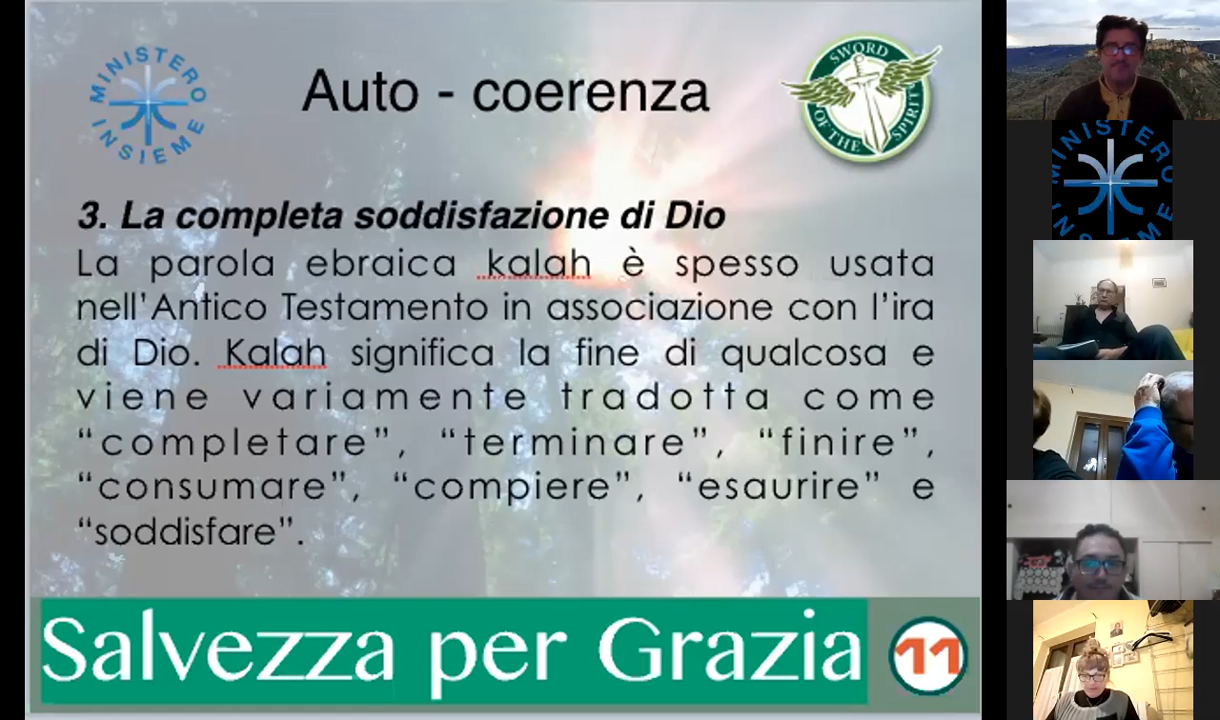 MINISTERO
INSIEME
Auto - coerenza
SWORD
OF THE SPIRIT
3. La completa soddisfazione di Dio
La parola ebraica kalah è spesso usata
nell’Antico Testamento in associazione con l’ira
di Dio. Kalah significa la fine di qualcosa e
viene variamente tradotta come
“completare”, “terminare”, “finire”,
“consumare”, “compiere”, “esaurire” e
“soddisfare”.
Salvezza per Grazia
11
MINISTERO
INSIEME